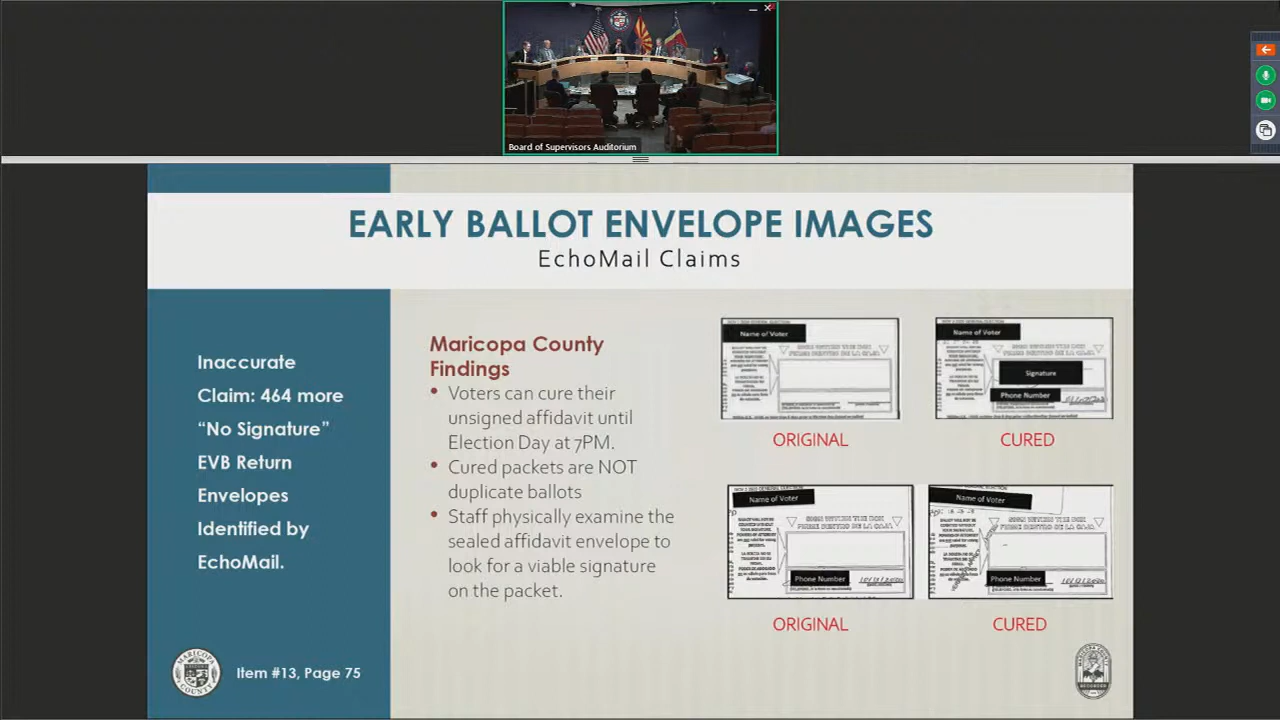 Board of Supervisors Auditorium
EARLY BALLOT ENVELOPE IMAGES
EchoMail Claims
Inaccurate
Claim: 464 more
“No Signature”
EVB Return
Envelopes
Identified by
EchoMail.
Maricopa County
Findings
• Voters can cure their
unsigned affidavit until
Election Day at 7PM.
• Cured packets are NOT
duplicate ballots
• Staff physically examine the
sealed affidavit envelope to
look for a viable signature
on the packet.
Name of Voter
ORIGINAL
Name of Voter
Signature
Phone Number
CURED
Name of Voter
Phone Number
ORIGINAL
Name of Voter
Phone Number
CURED
MARICOPA
COUNTY
Item #13, Page 75